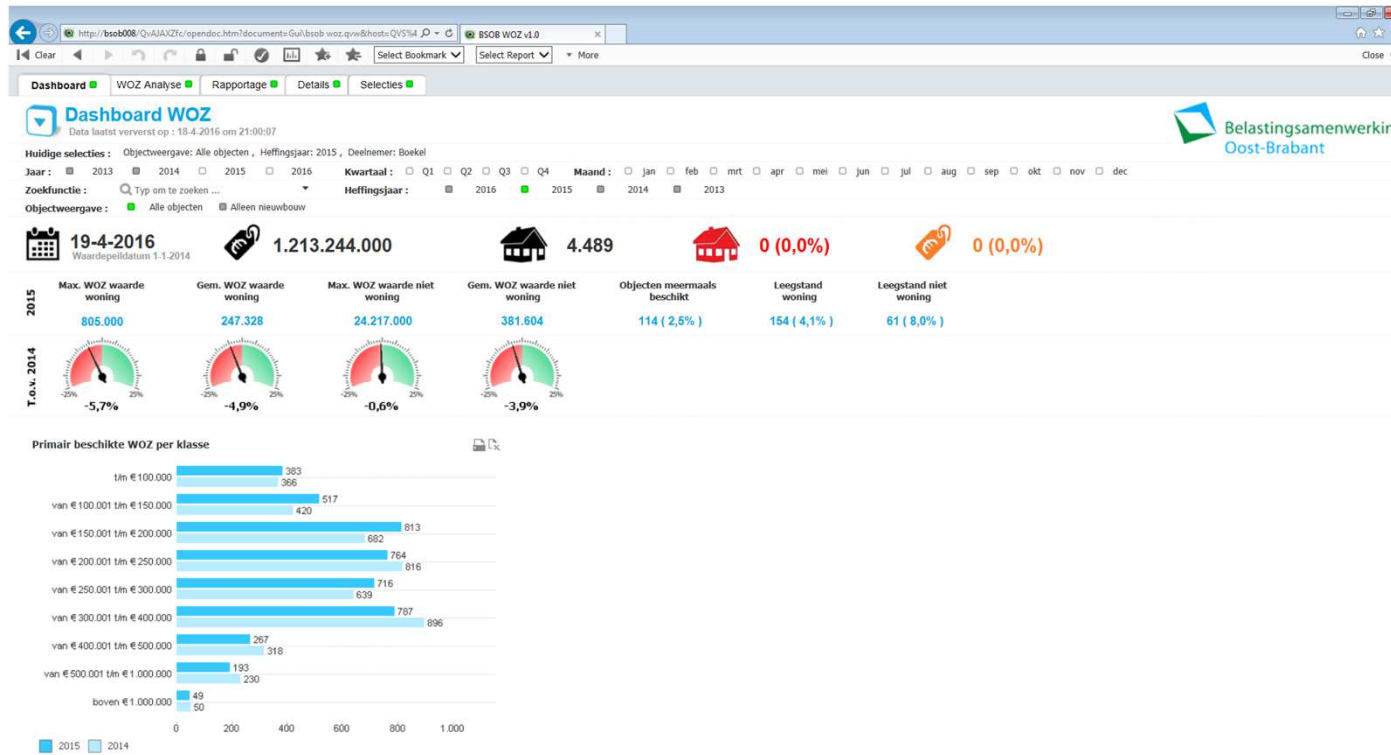 http://bsob008/QvAJAXZfc/opendoc.htm?document=Gui\bsob woz.qvw&host=QVS%4
BSOB WOZ v1.0
Clear
Select Bookmark
Select Report
More
Close
Dashboard
WOZ Analyse
Rapportage
Details
Selecties
Dashboard WOZ
Data laatst ververst op : 18-4-2016 om 21:00:07
Belastingsamenwerkin
Oost-Brabant
Huidige selecties : Objectweergave: Alle objecten , Heffingsjaar: 2015 , Deelnemer: Boekel
Jaar : 2013 2014 2015 2016 Kwartaal : Q1 Q2 Q3 Q4 Maand : jan feb mrt apr mei jun jul aug sep okt nov dec
Zoekfunctie : Typ om te zoeken ... Heffingsjaar : 2016 2015 2014 2013
Objectweergave : Alle objecten Alleen nieuwbouw
19-4-2016
Waardepeildatum 1-1-2014
1.213.244.000
4.489
0 (0,0%)
0 (0,0%)
2015
Max. WOZ waarde woning
805.000
Gem. WOZ waarde woning
247.328
Max. WOZ waarde niet woning
24.217.000
Gem. WOZ waarde niet woning
381.604
Objecten meermaals beschikt
114 ( 2,5% )
Leegstand woning
154 ( 4,1% )
Leegstand niet woning
61 ( 8,0% )
T.o.v. 2014
-25% 25%
-5,7%
-25% 25%
-4,9%
-25% 25%
-0,6%
-25% 25%
-3,9%
Primair beschikte WOZ per klasse
t/m € 100.000 383 366
van € 100.001 t/m € 150.000 517 420
van € 150.001 t/m € 200.000 813 682
van € 200.001 t/m € 250.000 764 816
van € 250.001 t/m € 300.000 716 639
van € 300.001 t/m € 400.000 787 896
van € 400.001 t/m € 500.000 267 318
van € 500.001 t/m € 1.000.000 193 230
boven € 1.000.000 49 50
0 200 400 600 800 1.000
2015 2014